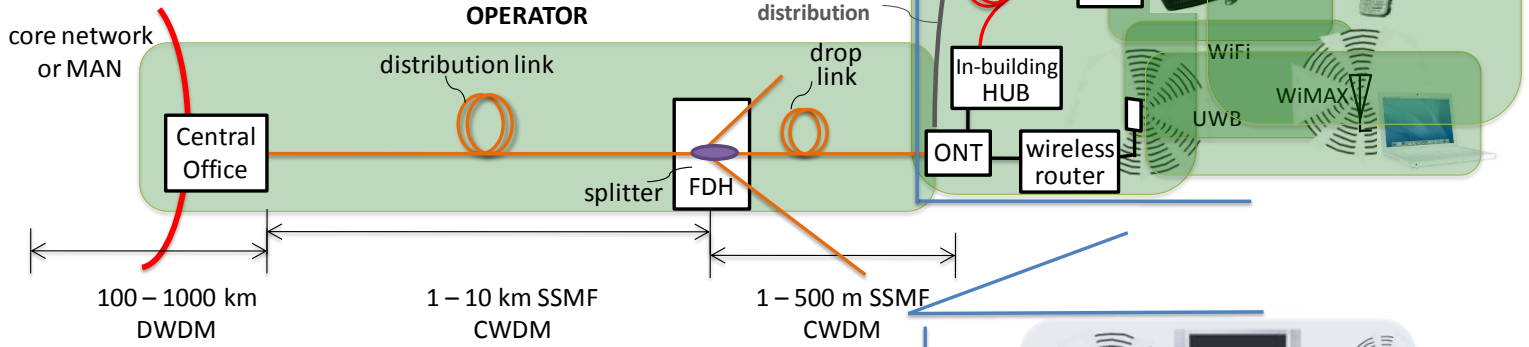 OPERATOR
distribution
core network
or MAN
distribution link
drop
link
In-building
HUB
WiFi
WiMAX
UWB
Central
Office
ONT
wireless
router
splitter
FDH
100 – 1000 km
DWDM
1 – 10 km SSMF
CWDM
1 – 500 m SSMF
CWDM